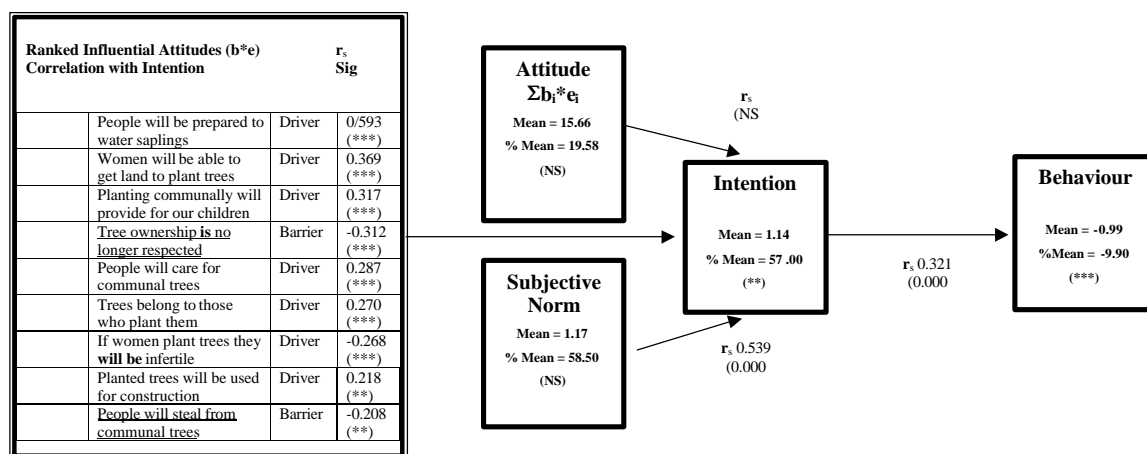 Ranked Influential Attitudes (b*e) rs
Correlation with Intention Sig
People will be prepared to Driver 0/593
water saplings (***)
Women will be able to Driver 0.369
get land to plant trees (***)
Planting communally will Driver 0.317
provide for our children (***)
Tree ownership is no Barrier -0.312
longer respected (***)
People will care for Driver 0.287
communal trees (***)
Trees belong to those Driver 0.270
who plant them (***)
If women plant trees they Driver -0.268
will be infertile (***)
Planted trees will be used Driver 0.218
for construction (**)
People will steal from Barrier -0.208
communal trees (**)
Attitude
Σbi*ei
Mean = 15.66
% Mean = 19.58
(NS)
rs
(NS
Subjective
Norm
Mean = 1.17
% Mean = 58.50
(NS)
rs 0.539
(0.000
Intention
Mean = 1.14
% Mean = 57 .00
(**)
rs 0.321
(0.000
Behaviour
Mean = -0.99
%Mean = -9.90
(***)